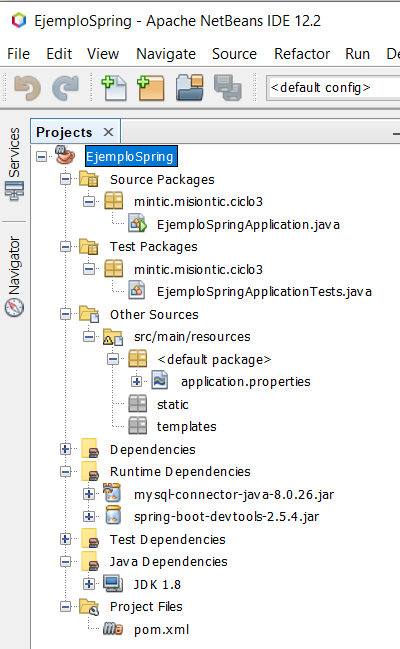 EjemploSpring - Apache NetBeans IDE 12.2
File Edit View Navigate Source Refactor Run De
<default config>
Services
Navigator
Projects
EjemploSpring
Source Packages
mintic.misiontic.ciclo3
EjemploSpringApplication.java
Test Packages
mintic.misiontic.ciclo3
EjemploSpringApplicationTests.java
Other Sources
src/main/resources
<default package>
application.properties
static
templates
Dependencies
Runtime Dependencies
mysql-connector-java-8.0.26.jar
spring-boot-devtools-2.5.4.jar
Test Dependencies
Java Dependencies
JDK 1.8
Project Files
pom.xml